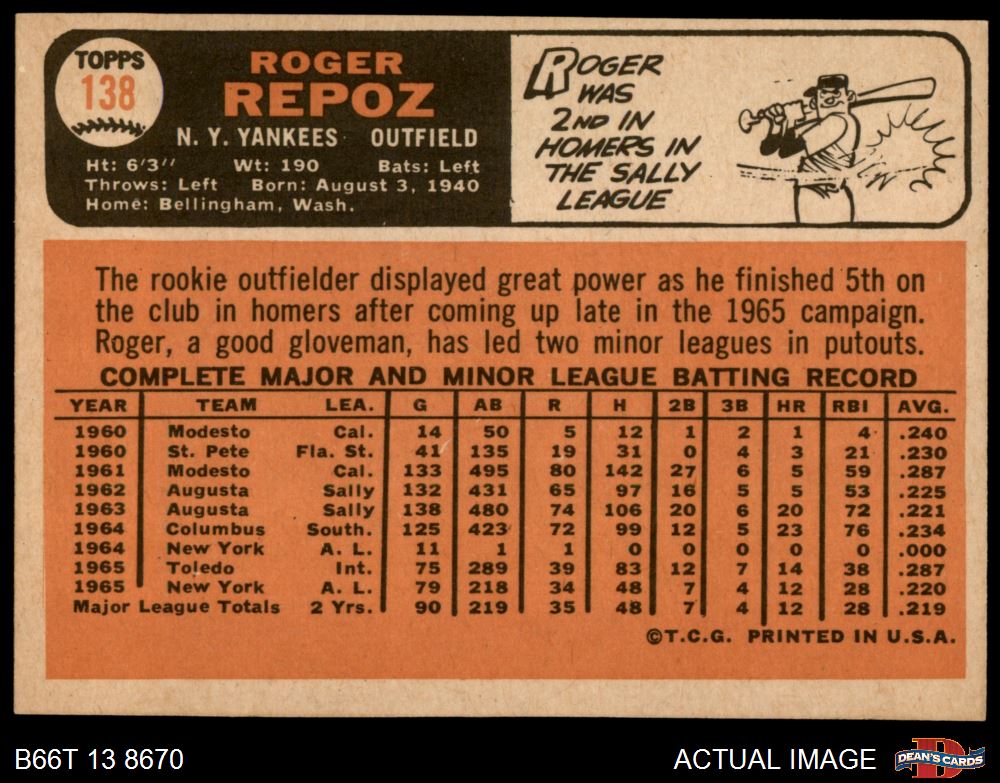 TOPPS
138
ROGER
REPOZ
N. Y. YANKEES OUTFIELD
Ht: 6'3" Wt: 190 Bats: Left
Throws: Left Born: August 3, 1940
Home: Bellingham, Wash.
ROGER
WAS
2ND IN
HOMERS IN
THE SALLY
LEAGUE
The rookie outfielder displayed great power as he finished 5th on
the club in homers after coming up late in the 1965 campaign.
Roger, a good gloveman, has led two minor leagues in putouts.
COMPLETE MAJOR AND MINOR LEAGUE BATTING RECORD
YEAR TEAM LEA. G AB R H 2B 3B HR RBI AVG.
1960 Modesto Cal. 14 50 5 12 1 2 1 4 .240
1960 St. Pete Fla. St. 41 135 19 31 0 4 3 21 .230
1961 Modesto Cal. 133 495 80 142 27 6 5 59 .287
1962 Augusta Sally 132 431 65 97 16 5 5 53 .225
1963 Augusta Sally 138 480 74 106 20 6 20 72 .221
1964 Columbus South. 125 423 72 99 12 5 23 76 .234
1964 New York A. L. 11 1 1 0 0 0 0 0 .000
1965 Toledo Int. 75 289 39 83 12 7 14 38 .287
1965 New York A. L. 79 218 34 48 7 4 12 28 .220
Major League Totals 2 Yrs. 90 219 35 48 7 4 12 28 .219
©T.C.G. PRINTED IN U.S.A.
B66T 13 8670
ACTUAL IMAGE
D
DEAN'S CARDS